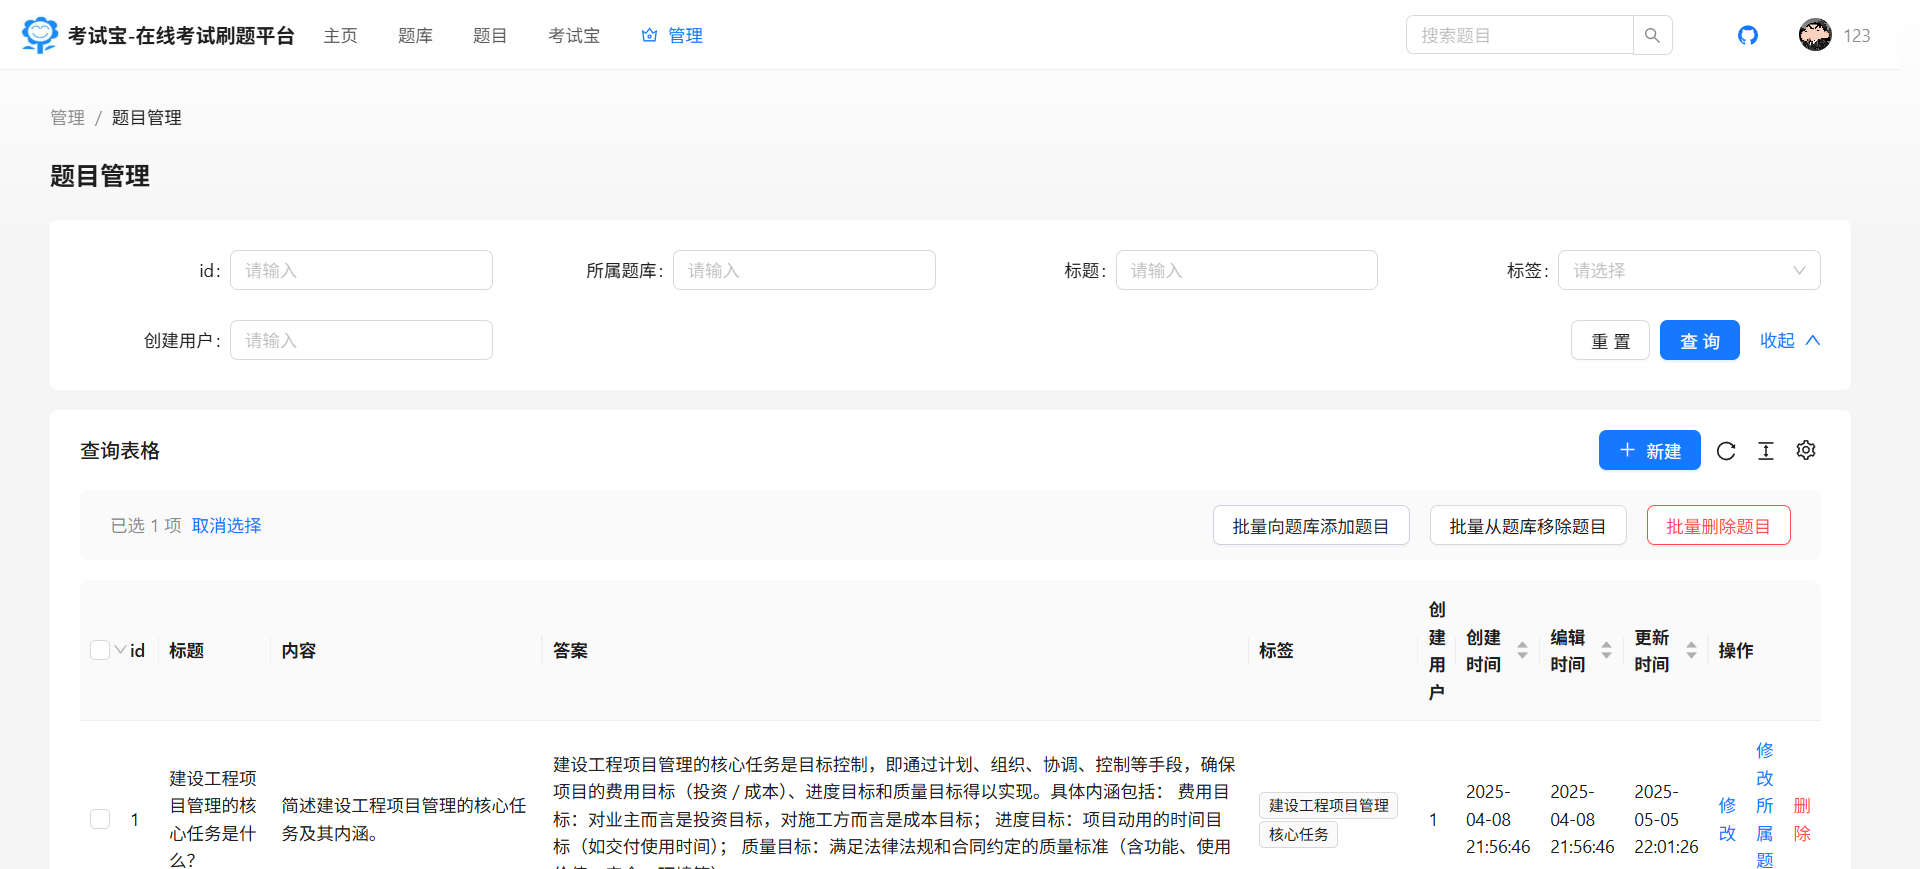 考试宝-在线考试刷题平台 主页 题库 题目 考试宝 管理 搜索题目 123
管理 / 题目管理
题目管理
id: 请输入 所属题库: 请输入 标题: 请输入 标签: 请选择
创建用户: 请输入 重 置 查 询 收起
查询表格 新建
已选 1 项 取消选择 批量向题库添加题目 批量从题库移除题目 批量删除题目
id 标题 内容 答案 标签 创建用户 创建时间 编辑时间 更新时间 操作
1
建设工程项
目管理的核
心任务是什
么?
简述建设工程项目管理的核心任
务及其内涵。
建设工程项目管理的核心任务是目标控制，即通过计划、组织、协调、控制等手段，确保
项目的费用目标（投资 / 成本）、进度目标和质量目标得以实现。具体内涵包括： 费用目
标：对业主而言是投资目标，对施工方而言是成本目标； 进度目标：项目动用的时间目
标（如交付使用时间）； 质量目标：满足法律法规和合同约定的质量标准（含功能、使用
建设工程项目管理
核心任务
1
2025-
04-08
21:56:46
2025-
04-08
21:56:46
2025-
05-05
22:01:26
修
改
修
改
所
属
题
删
除